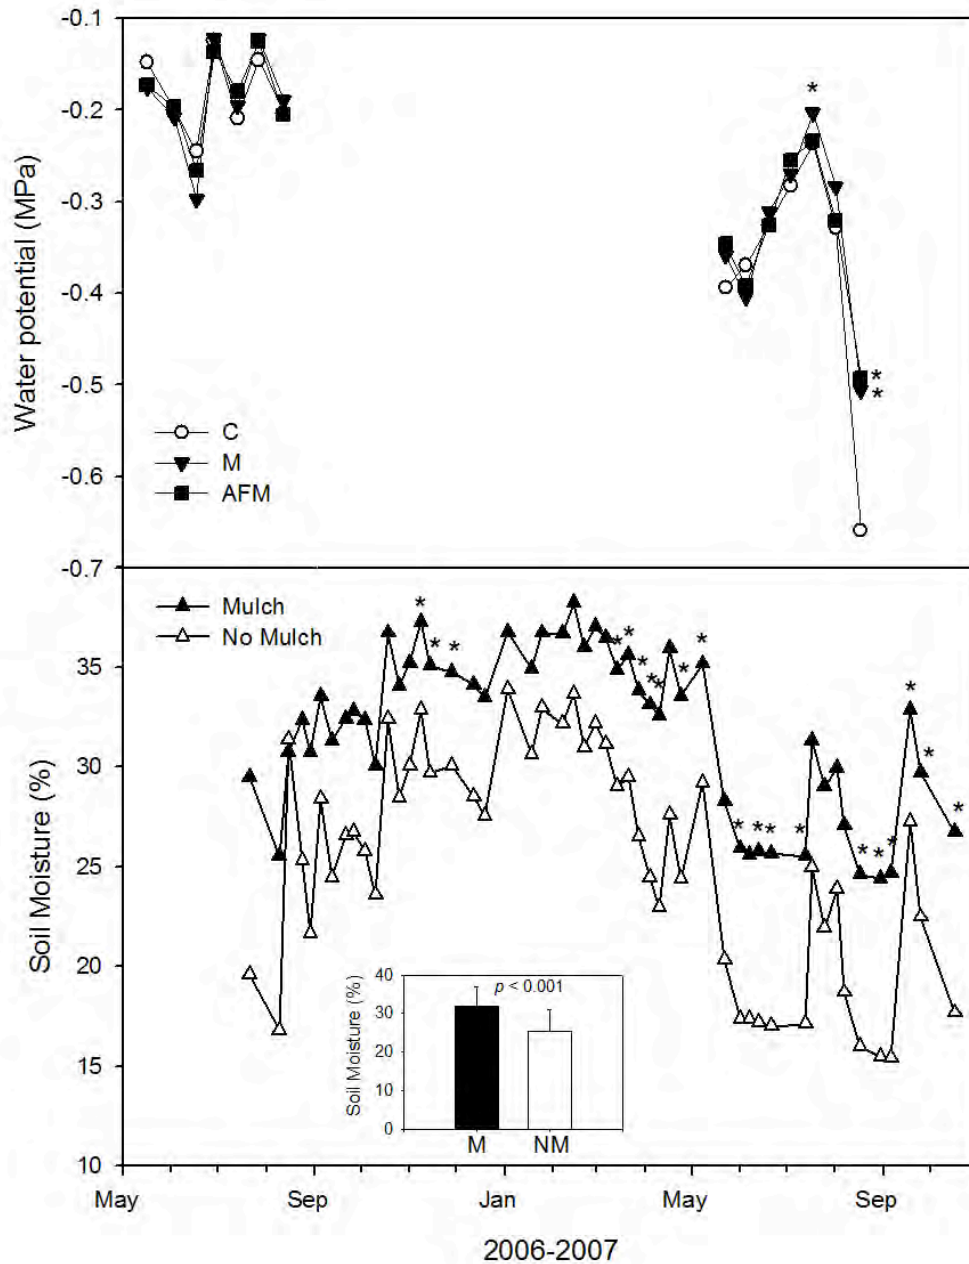 -0.1
-0.2
-0.3
-0.4
-0.5
-0.6
-0.7
Water potential (MPa)
*
*
*
C
M
AFM
Mulch
No Mulch
* * * * * * * * * * * * * * * * * * * * *
35
30
25
20
15
10
Soil Moisture (%)
40
30
20
10
0
Soil Moisture (%)
p < 0.001
M NM
May Sep Jan May Sep
2006-2007